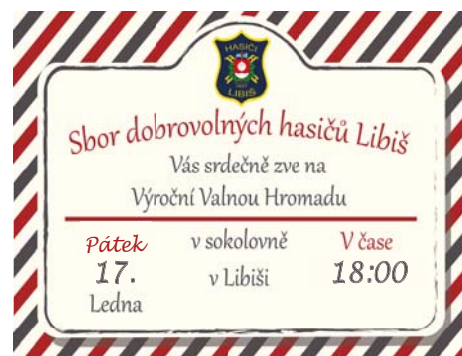 HASIČI
LIBIŠ
Sbor dobrovolných hasičů Libiš
Vás srdečně zve na
Výroční Valnou Hromadu
Pátek
17.
Ledna
v sokolovně
v Libiši
V čase
18:00